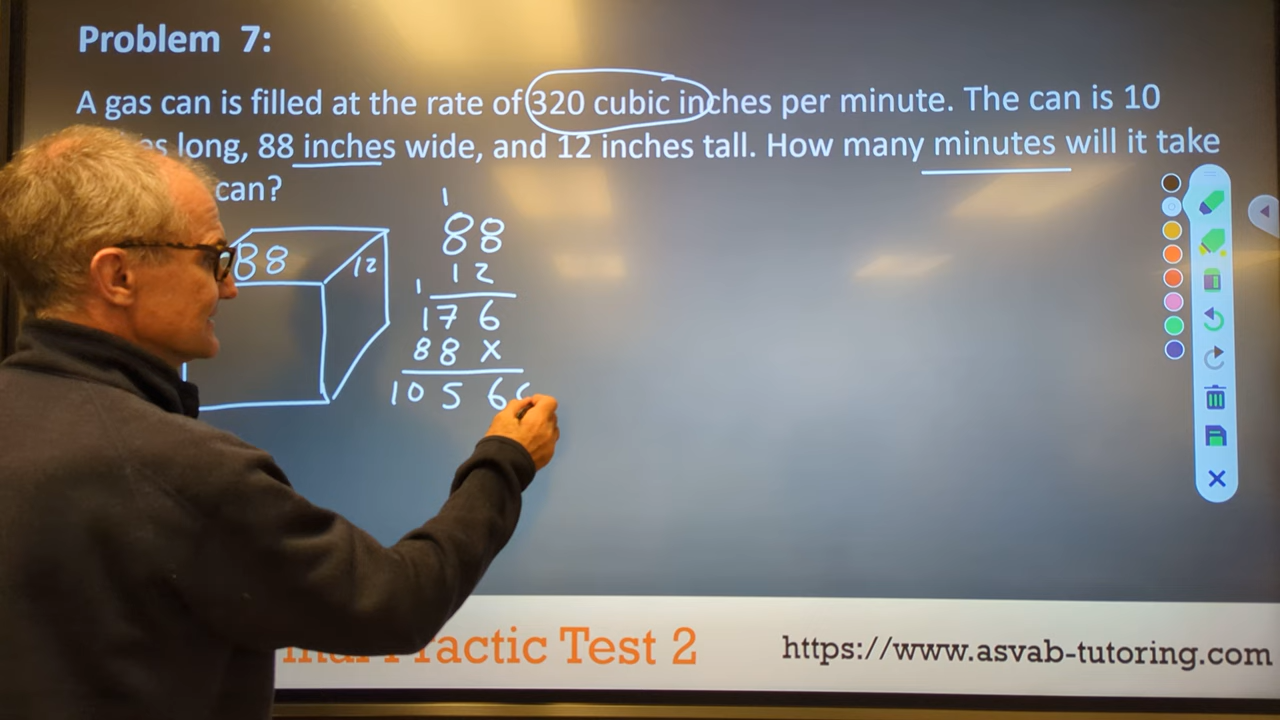 Problem 7:
A gas can is filled at the rate of 320 cubic inches per minute. The can is 10
long, 88 inches wide, and 12 inches tall. How many minutes will it take
can?
1
88
88
12
12
1
176
88 x
1056
Practic Test 2
https://www.asvab-tutoring.com